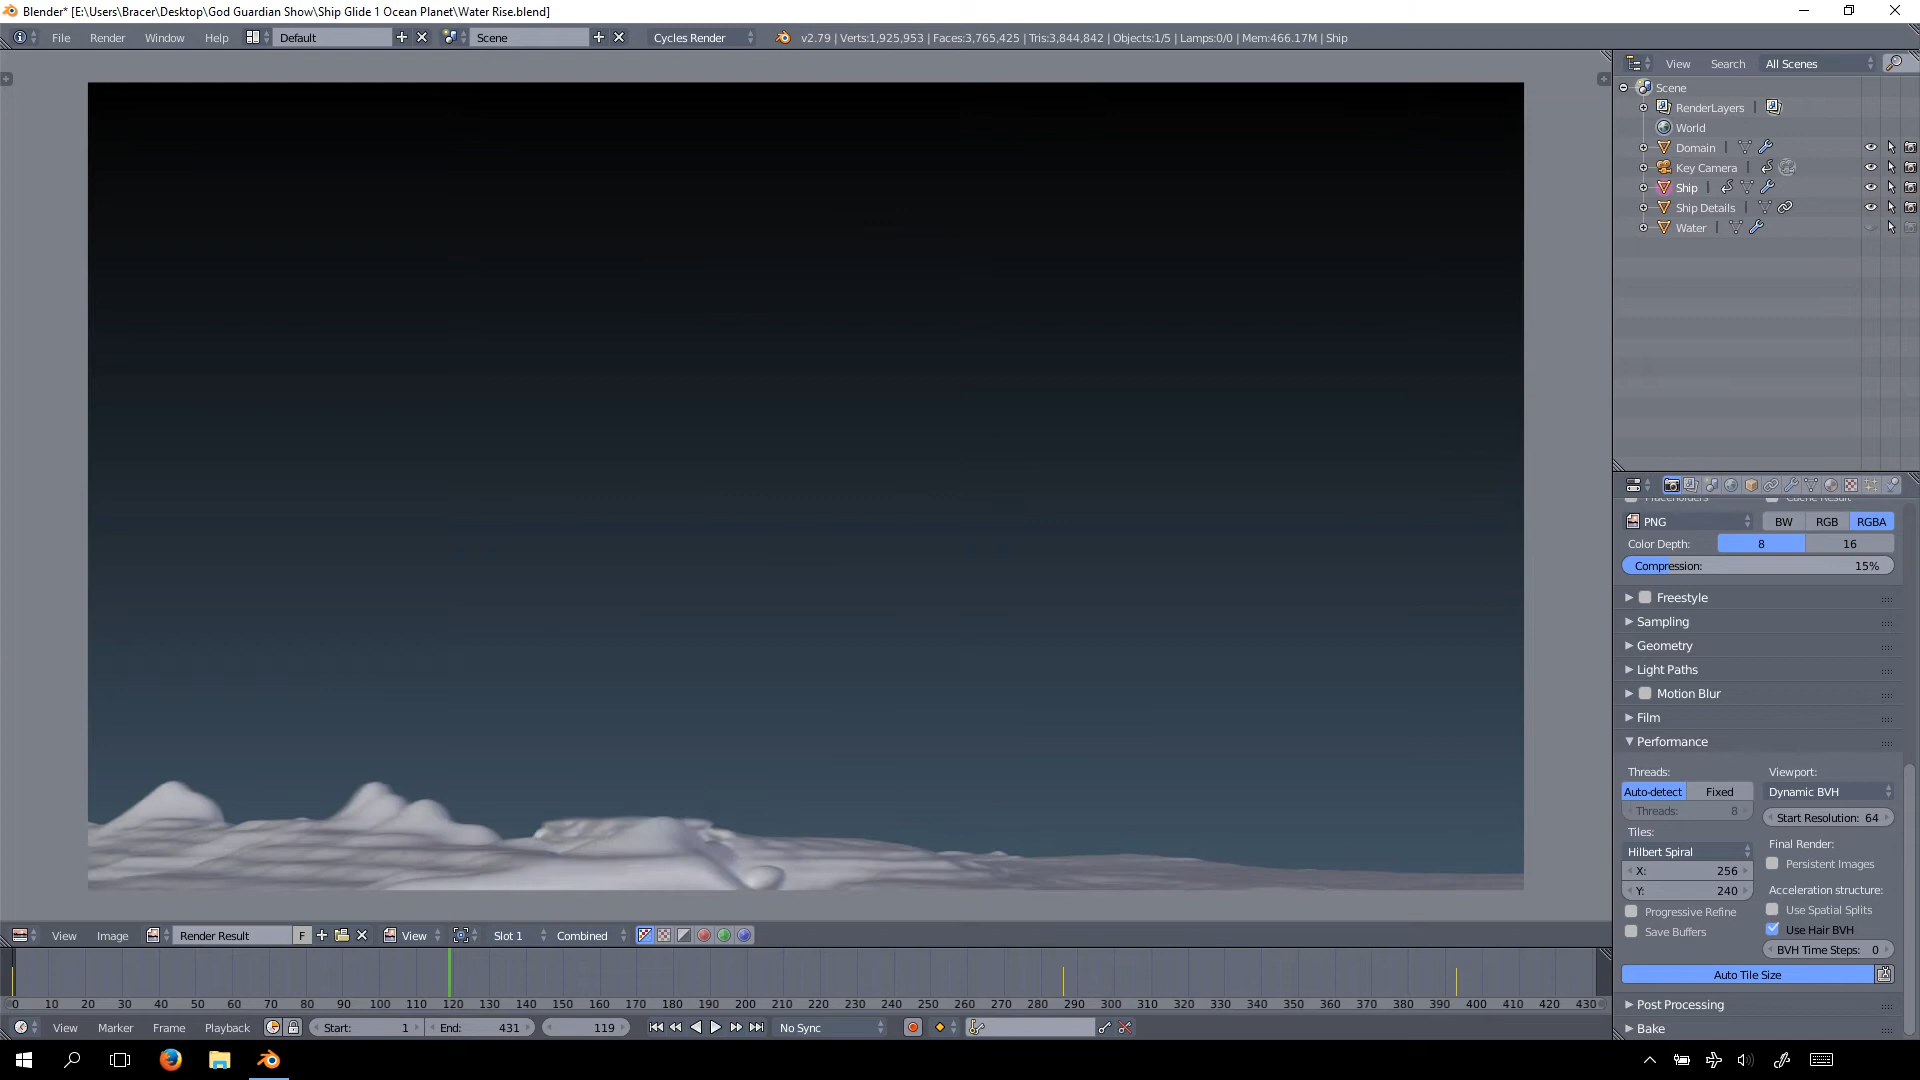 Blender* [E:\Users\Bracer\Desktop\God Guardian Show\Ship Glide 1 Ocean Planet\Water Rise.blend]
File Render Window Help Default Scene Cycles Render v2.79 | Verts:1,925,953 | Faces:3,765,425 | Tris:3,844,842 | Objects:1/5 | Lamps:0/0 | Mem:466.17M | Ship
View Search All Scenes
Scene
RenderLayers
World
Domain
Key Camera
Ship
Ship Details
Water
Placeholders Cache Result
PNG BW RGB RGBA
Color Depth: 8 16
Compression: 15%
Freestyle
Sampling
Geometry
Light Paths
Motion Blur
Film
Performance
Threads: Viewport:
Auto-detect Fixed Dynamic BVH
Threads: 8 Start Resolution: 64
Tiles: Final Render:
Hilbert Spiral Persistent Images
X: 256
Y: 240 Acceleration structure:
Progressive Refine Use Spatial Splits
Save Buffers Use Hair BVH
BVH Time Steps: 0
Auto Tile Size
Post Processing
Bake
View Image Render Result F View Slot 1 Combined
0 10 20 30 40 50 60 70 80 90 100 110 120 130 140 150 160 170 180 190 200 210 220 230 240 250 260 270 280 290 300 310 320 330 340 350 360 370 380 390 400 410 420 430
View Marker Frame Playback Start: 1 End: 431 119 No Sync